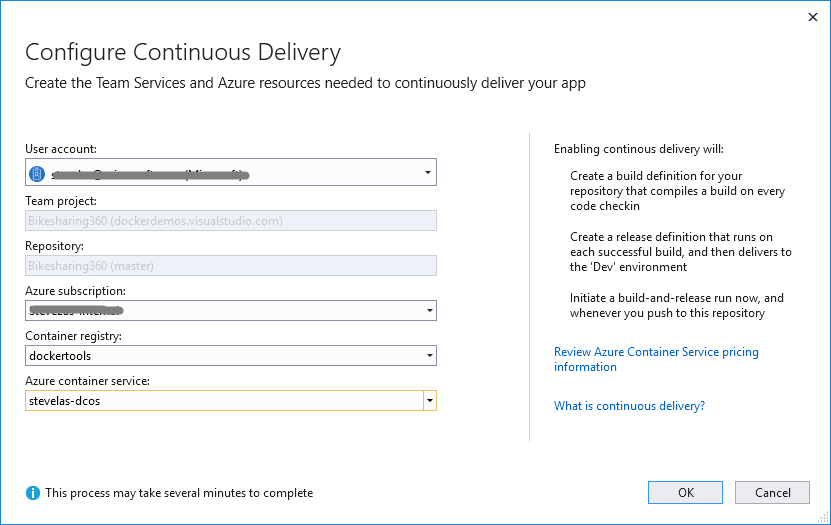 Configure Continuous Delivery
Create the Team Services and Azure resources needed to continuously deliver your app
User account:
Team project:
Bikesharing360 (dockerdemos.visualstudio.com)
Repository:
Bikesharing360 (master)
Azure subscription:
Container registry:
dockertools
Azure container service:
stevelas-dcos
Enabling continous delivery will:
Create a build definition for your
repository that compiles a build on every
code checkin
Create a release definition that runs on
each successful build, and then delivers to
the 'Dev' environment
Initiate a build-and-release run now, and
whenever you push to this repository
Review Azure Container Service pricing
information
What is continuous delivery?
This process may take several minutes to complete
OK
Cancel